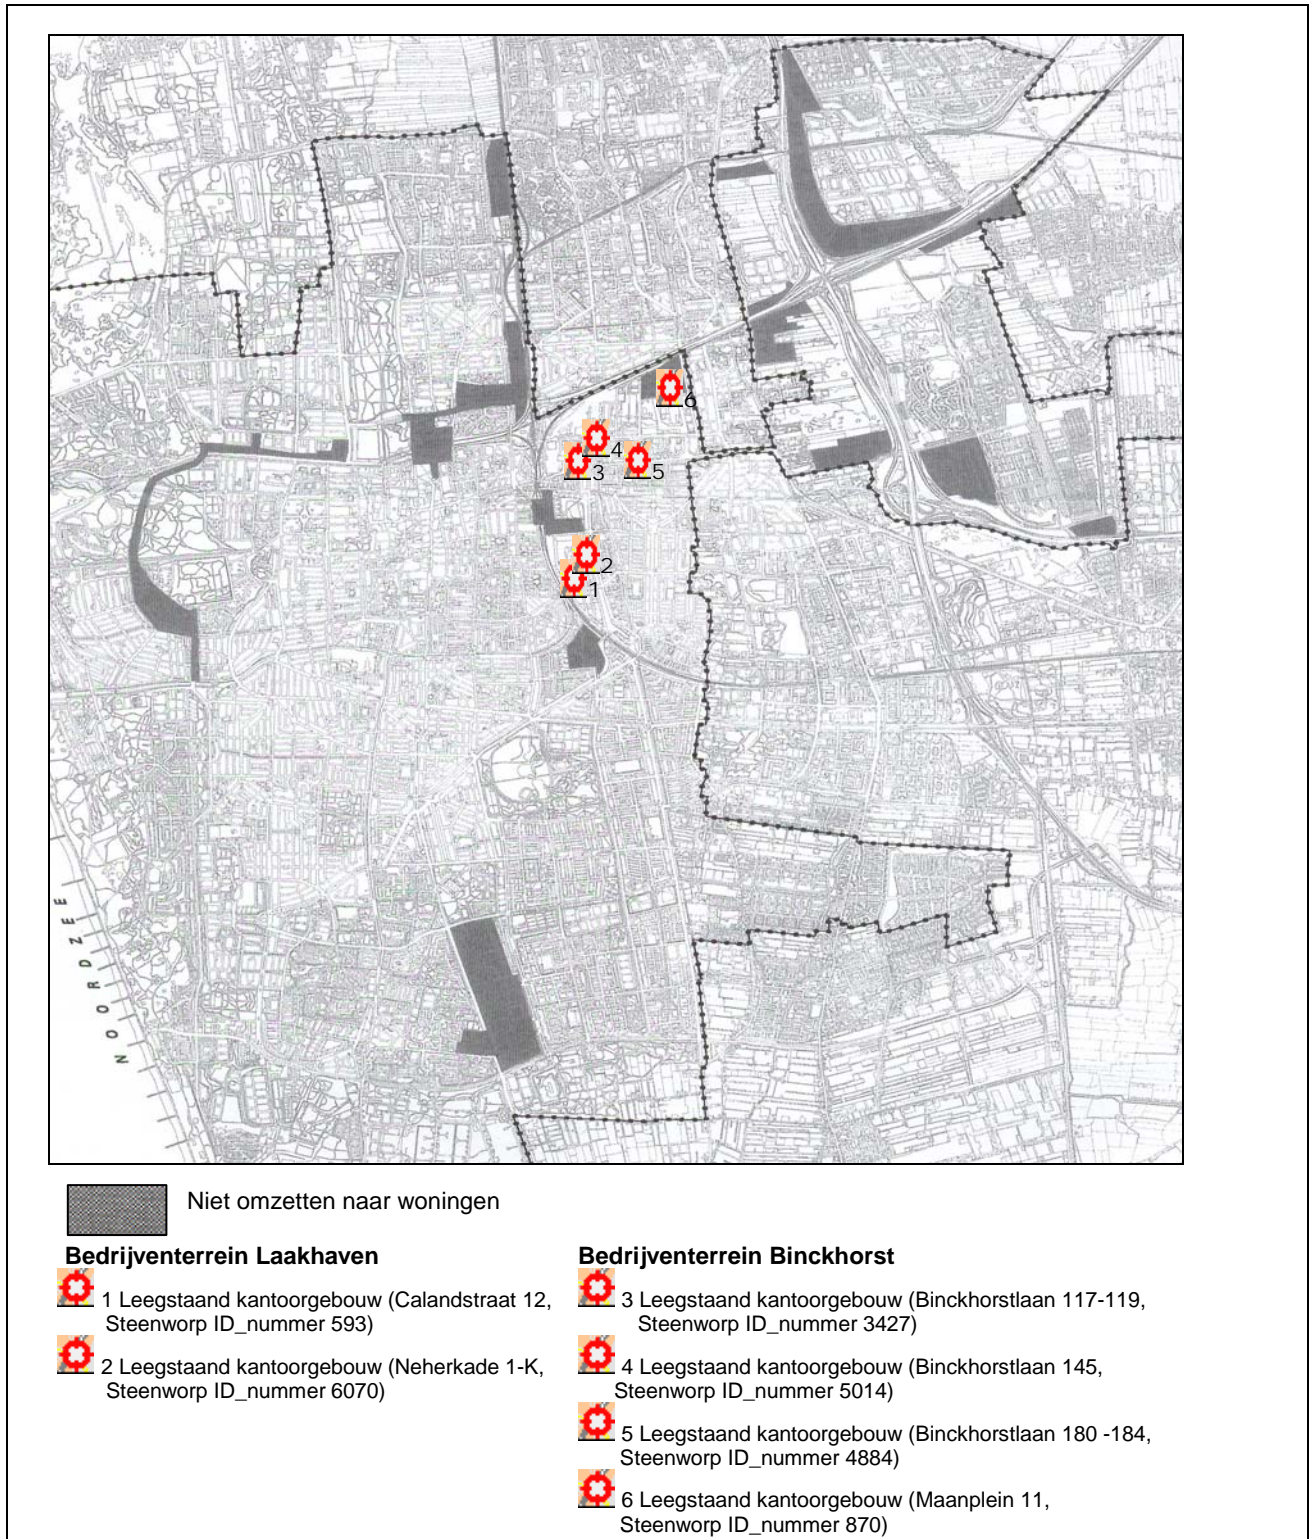 6
4
3
5
2
1
NOORDZEE
Niet omzetten naar woningen
Bedrijventerrein Laakhaven
1 Leegstaand kantoorgebouw (Calandstraat 12,
Steenworp ID_nummer 593)
2 Leegstaand kantoorgebouw (Neherkade 1-K,
Steenworp ID_nummer 6070)
Bedrijventerrein Binckhorst
3 Leegstaand kantoorgebouw (Binckhorstlaan 117-119,
Steenworp ID_nummer 3427)
4 Leegstaand kantoorgebouw (Binckhorstlaan 145,
Steenworp ID_nummer 5014)
5 Leegstaand kantoorgebouw (Binckhorstlaan 180 -184,
Steenworp ID_nummer 4884)
6 Leegstaand kantoorgebouw (Maanplein 11,
Steenworp ID_nummer 870)